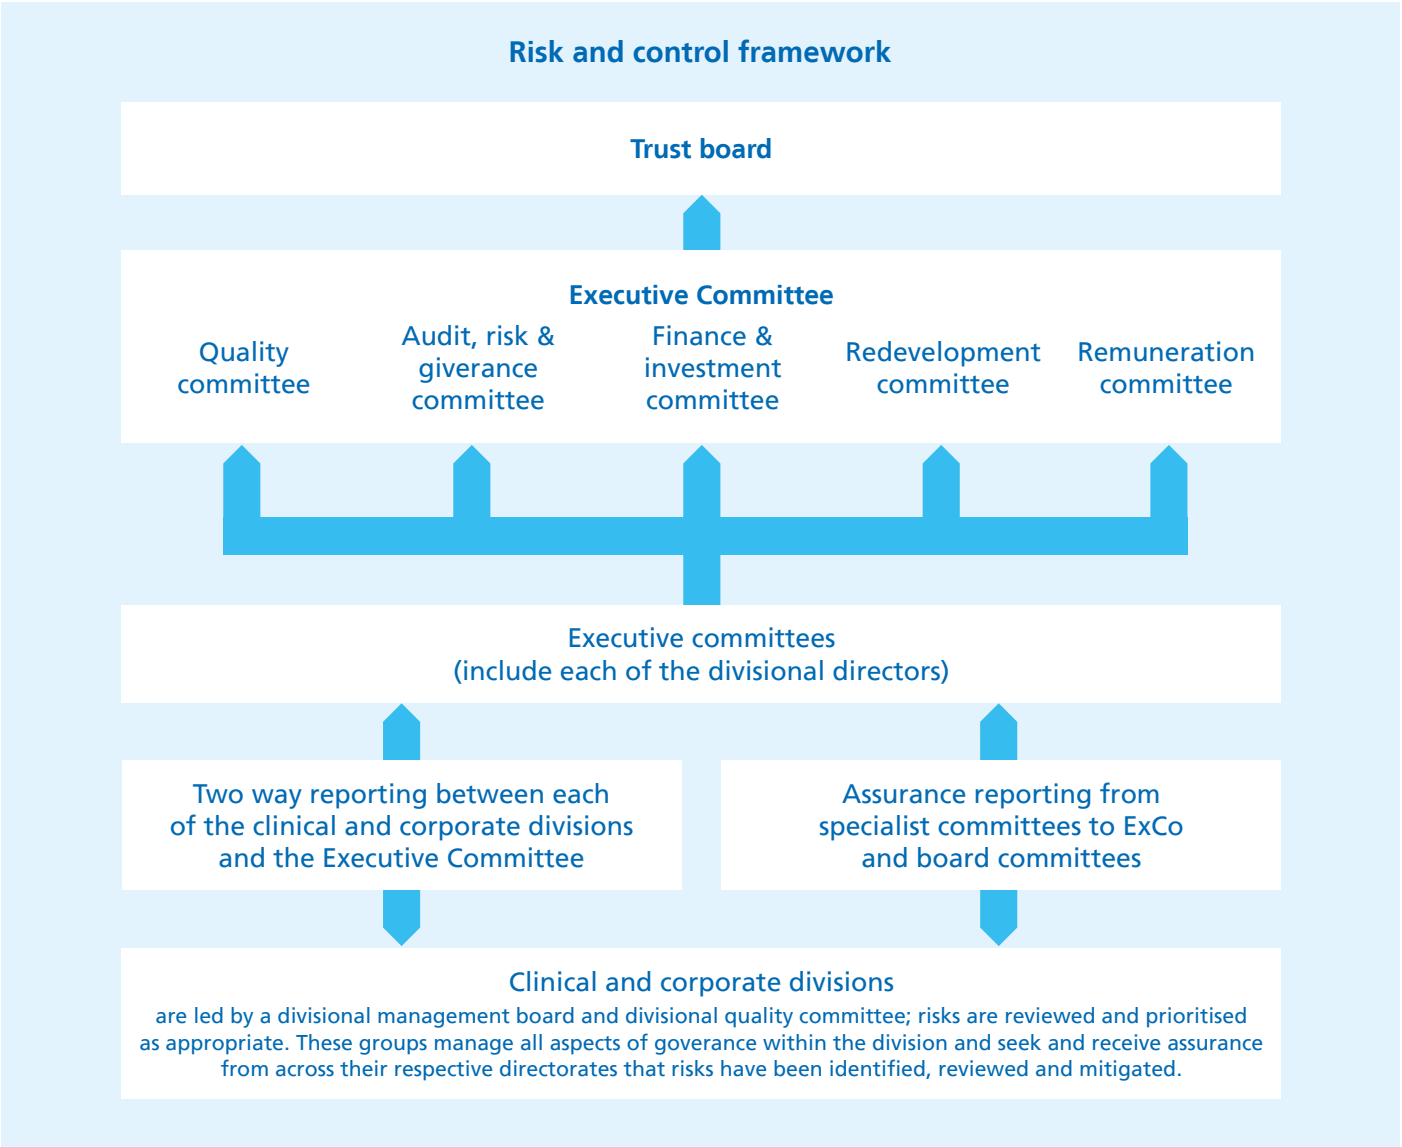 Risk and control framework
Trust board
Executive Committee
Quality
committee
Audit, risk &
giverance
committee
Finance &
investment
committee
Redevelopment
committee
Remuneration
committee
Executive committees
(include each of the divisional directors)
Two way reporting between each
of the clinical and corporate divisions
and the Executive Committee
Assurance reporting from
specialist committees to ExCo
and board committees
Clinical and corporate divisions
are led by a divisional management board and divisional quality committee; risks are reviewed and prioritised
as appropriate. These groups manage all aspects of goverance within the division and seek and receive assurance
from across their respective directorates that risks have been identified, reviewed and mitigated.